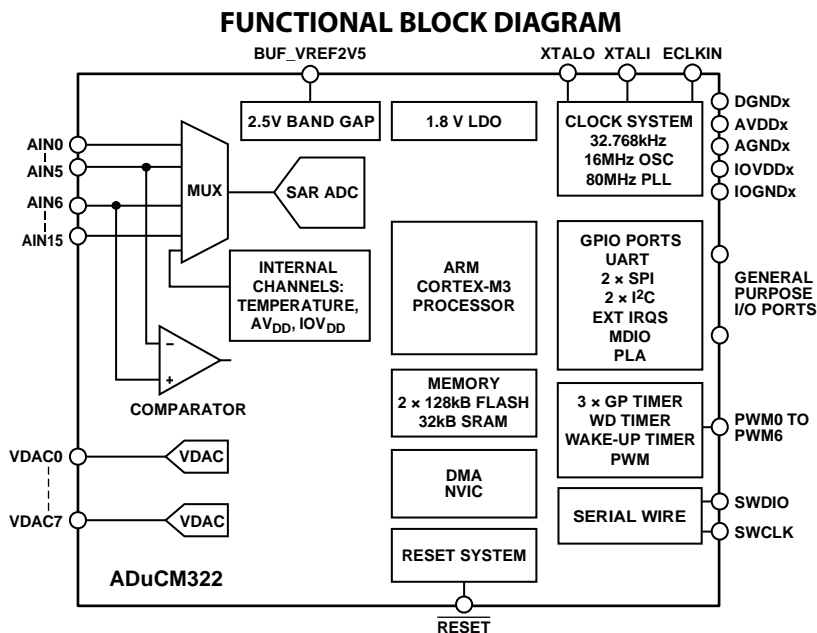 FUNCTIONAL BLOCK DIAGRAM
BUF_VREF2V5
XTALO XTALI ECLKIN
2.5V BAND GAP
1.8 V LDO
CLOCK SYSTEM
32.768kHz
16MHz OSC
80MHz PLL
DGNDx
AVDDx
AGNDx
IOVDDx
IOGNDx
AIN0
AIN5
AIN6
AIN15
MUX
SAR ADC
INTERNAL
CHANNELS:
TEMPERATURE,
AVDD, IOVDD
ARM
CORTEX-M3
PROCESSOR
GPIO PORTS
UART
2 × SPI
2 × I2C
EXT IRQS
MDIO
PLA
GENERAL
PURPOSE
I/O PORTS
−
+
COMPARATOR
MEMORY
2 × 128kB FLASH
32kB SRAM
3 × GP TIMER
WD TIMER
WAKE-UP TIMER
PWM
PWM0 TO
PWM6
VDAC0
VDAC
VDAC7
VDAC
DMA
NVIC
SERIAL WIRE
SWDIO
SWCLK
RESET SYSTEM
ADuCM322
RESET